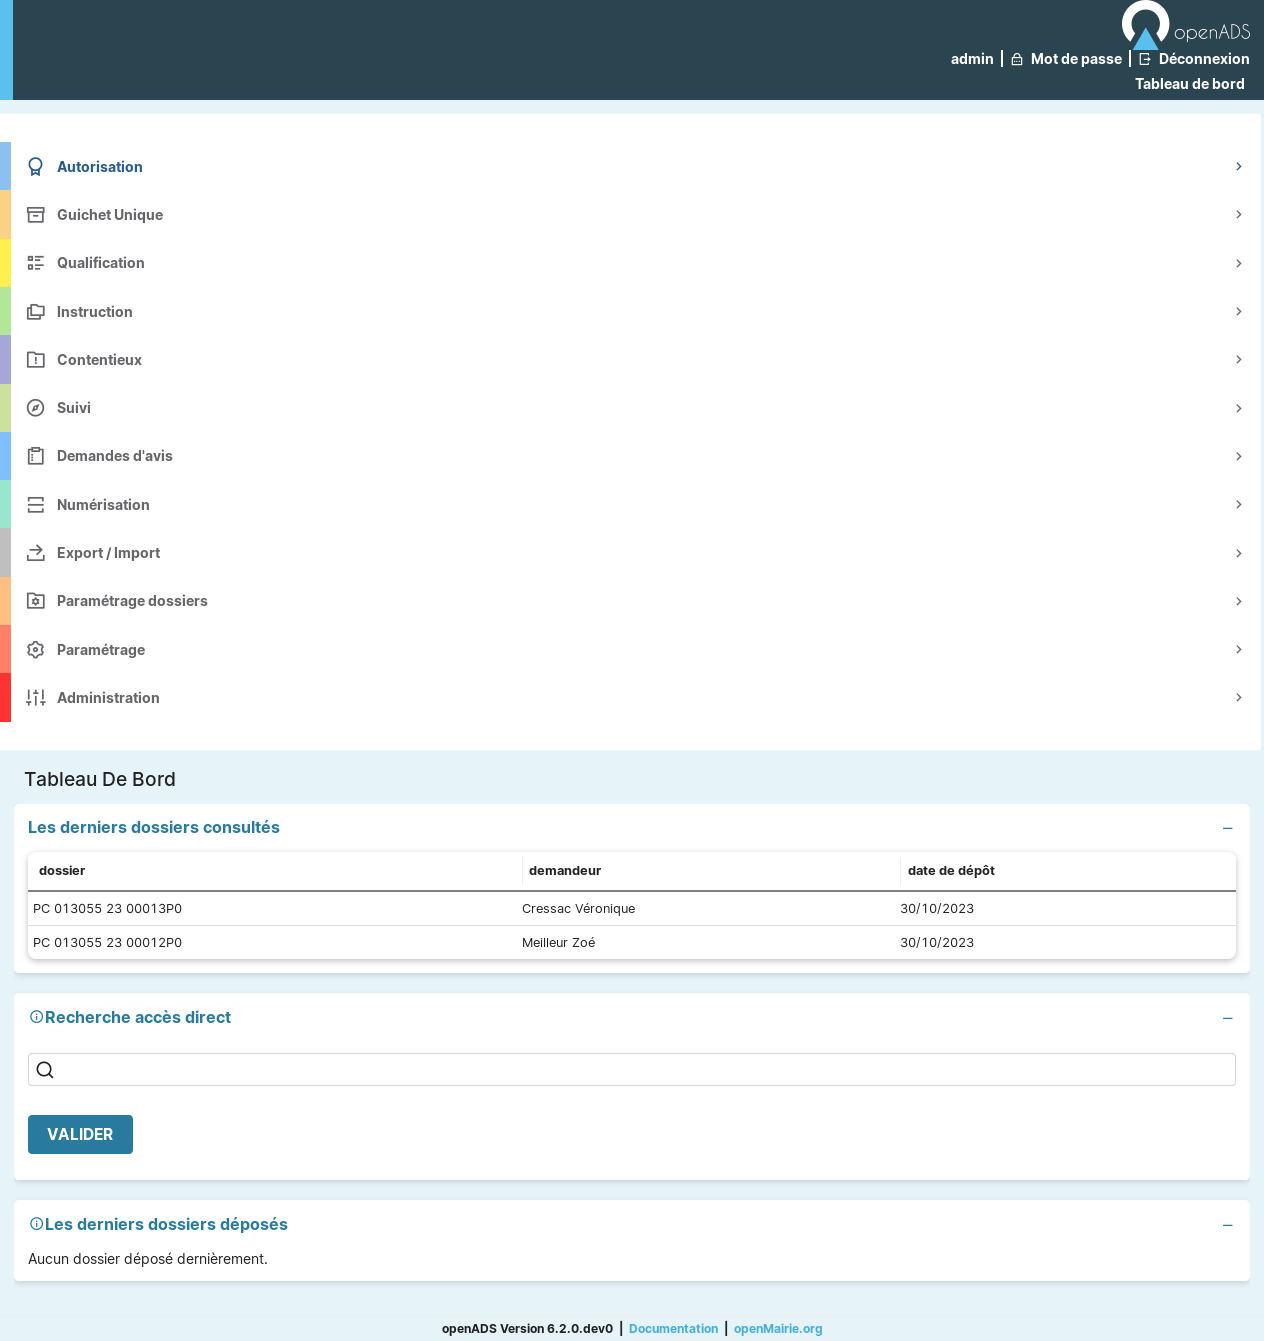 openADS
admin | Mot de passe | Déconnexion
Tableau de bord
Autorisation
Guichet Unique
Qualification
Instruction
Contentieux
Suivi
Demandes d'avis
Numérisation
Export / Import
Paramétrage dossiers
Paramétrage
Administration
Tableau De Bord
Les derniers dossiers consultés
dossier demandeur date de dépôt
PC 013055 23 00013P0 Cressac Véronique 30/10/2023
PC 013055 23 00012P0 Meilleur Zoé 30/10/2023
Recherche accès direct
VALIDER
Les derniers dossiers déposés
Aucun dossier déposé dernièrement.
openADS Version 6.2.0.dev0 | Documentation | openMairie.org